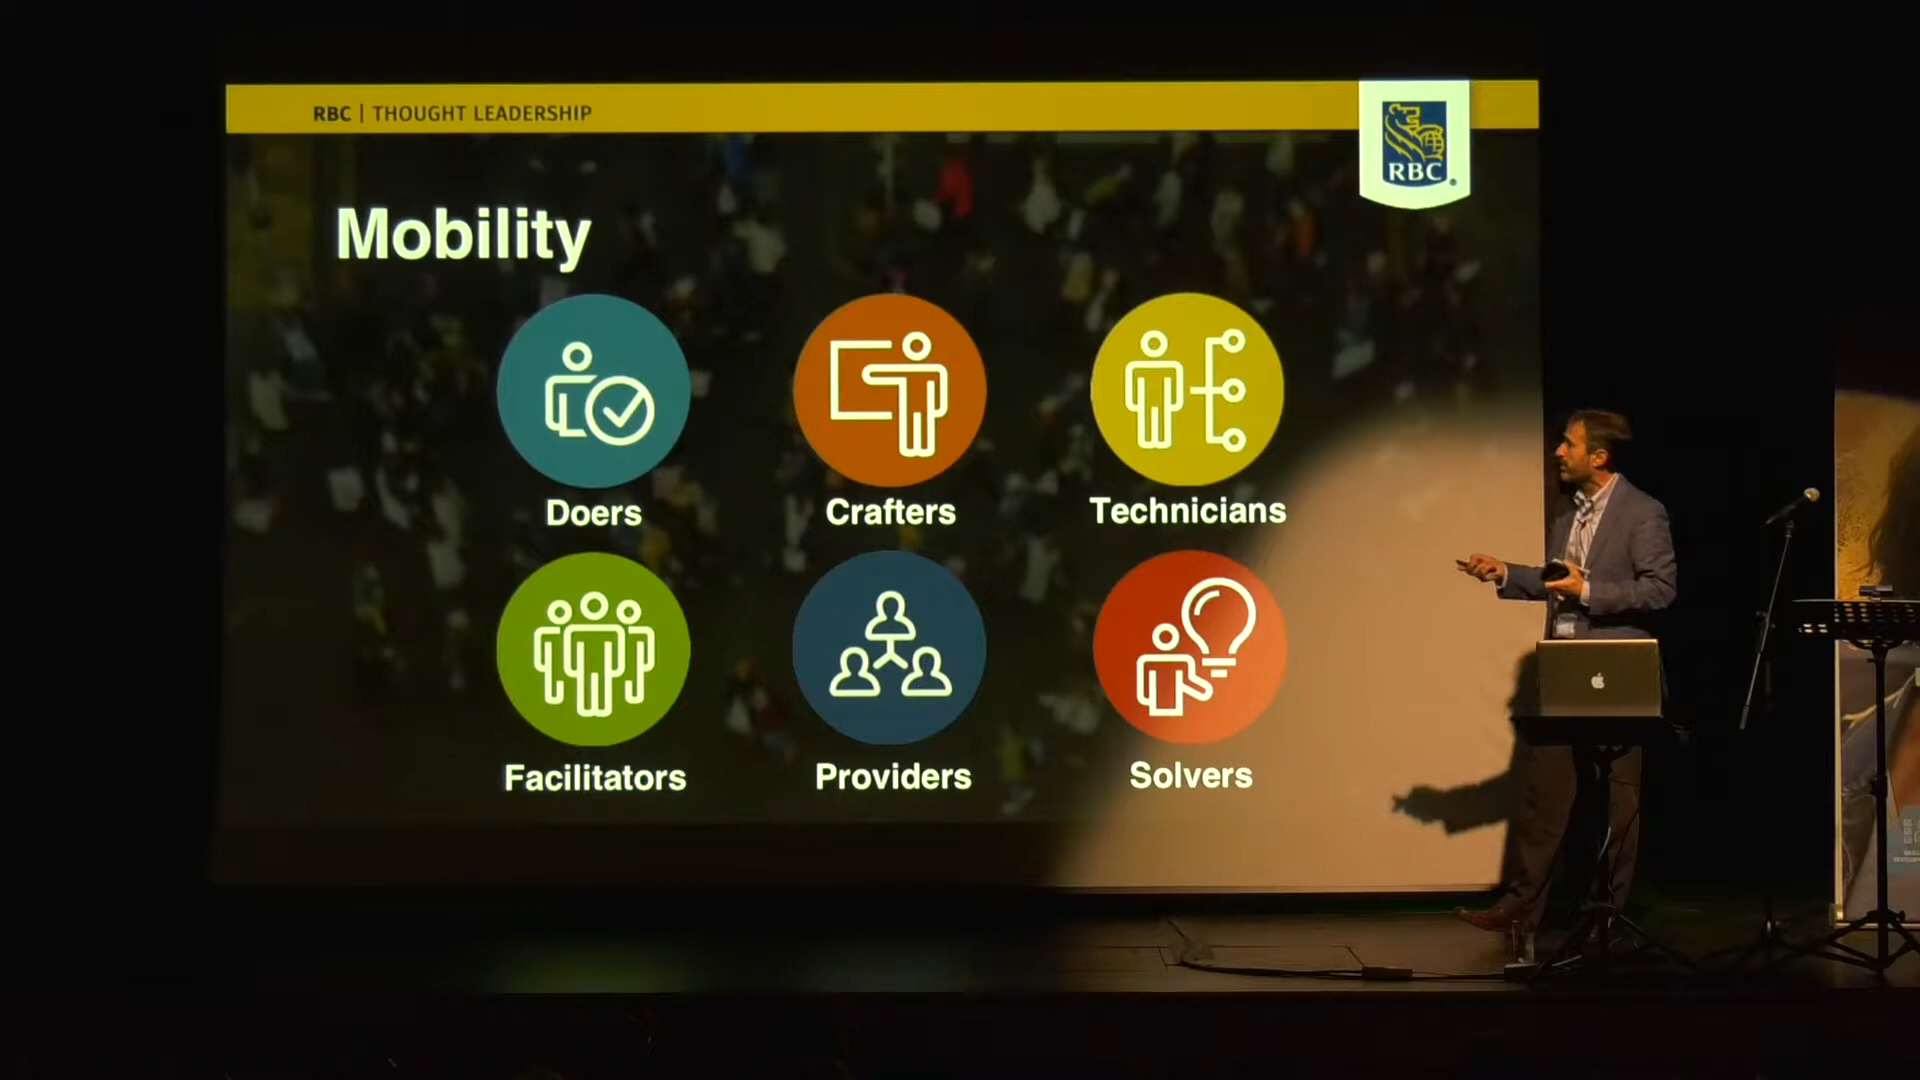 RBC | THOUGHT LEADERSHIP
RBC
Mobility
Doers
Crafters
Technicians
Facilitators
Providers
Solvers